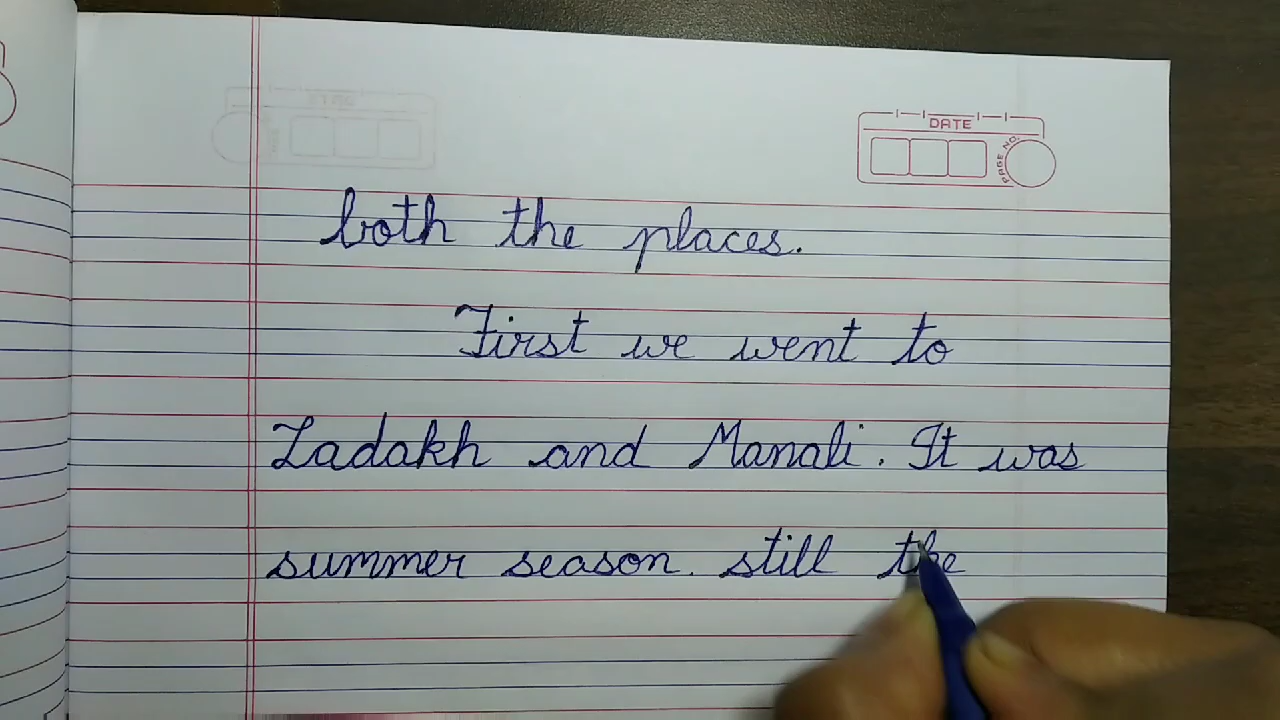 DATE
PAGE NO.
both the places.
First we went to
Ladakh and Manali. It was
summer season. still the